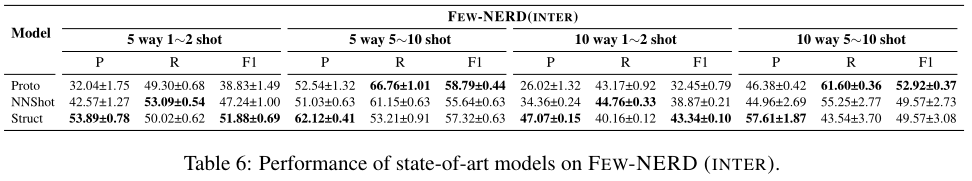 FEW-NERD(INTER)
Model
5 way 1~2 shot 5 way 5~10 shot 10 way 1~2 shot 10 way 5~10 shot
P R F1 P R F1 P R F1 P R F1
Proto 32.04±1.75 49.30±0.68 38.83±1.49 52.54±1.32 66.76±1.01 58.79±0.44 26.02±1.32 43.17±0.92 32.45±0.79 46.38±0.42 61.60±0.36 52.92±0.37
NNShot 42.57±1.27 53.09±0.54 47.24±1.00 51.03±0.63 61.15±0.63 55.64±0.63 34.36±0.24 44.76±0.33 38.87±0.21 44.96±2.69 55.25±2.77 49.57±2.73
Struct 53.89±0.78 50.02±0.62 51.88±0.69 62.12±0.41 53.21±0.91 57.32±0.63 47.07±0.15 40.16±0.12 43.34±0.10 57.61±1.87 43.54±3.70 49.57±3.08
Table 6: Performance of state-of-art models on FEW-NERD (INTER).